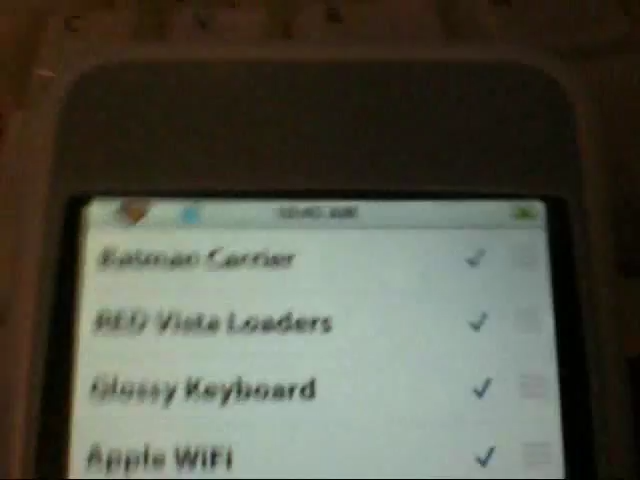 Batman Carrier
RED Vista Loaders
Glossy Keyboard
Apple WiFi